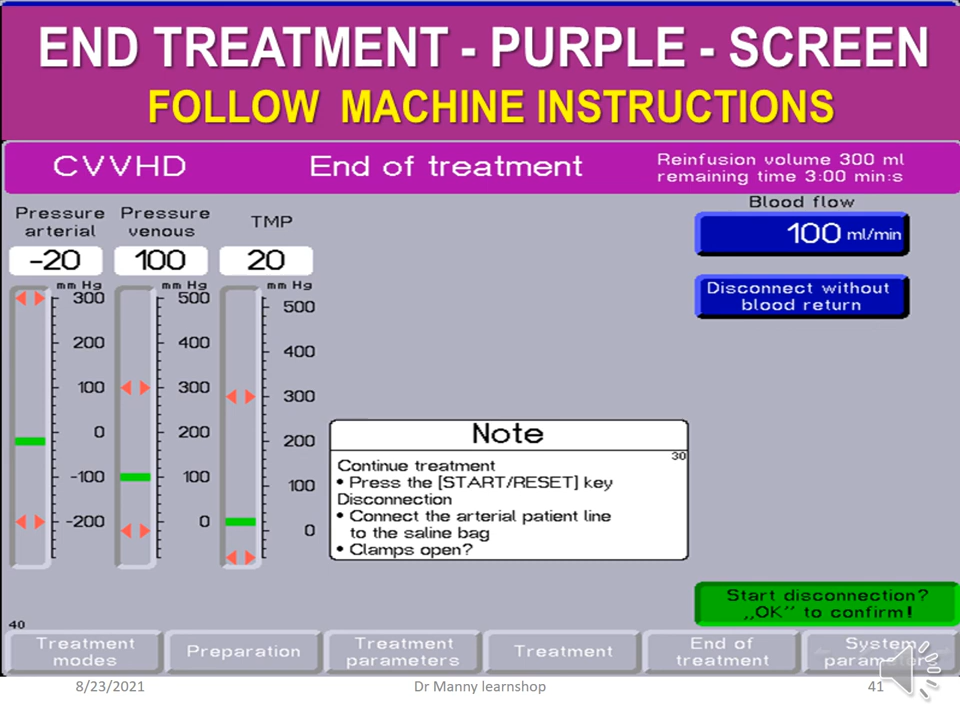 END TREATMENT - PURPLE - SCREEN
FOLLOW MACHINE INSTRUCTIONS
CVVHD End of treatment
Reinfusion volume 300 ml
remaining time 3:00 min:s
Pressure arterial
Pressure venous
TMP
-20
100
20
mm Hg
mm Hg
mm Hg
300
200
100
0
-100
-200
500
400
300
200
100
0
500
400
300
200
100
0
Blood flow
100 ml/min
Disconnect without
blood return
Note
30
Continue treatment
• Press the [START/RESET] key
Disconnection
• Connect the arterial patient line
to the saline bag
• Clamps open?
Start disconnection?
„OK” to confirm!
40
Treatment
modes
Preparation
Treatment
parameters
Treatment
End of
treatment
System
parameter
8/23/2021
Dr Manny learnshop
41